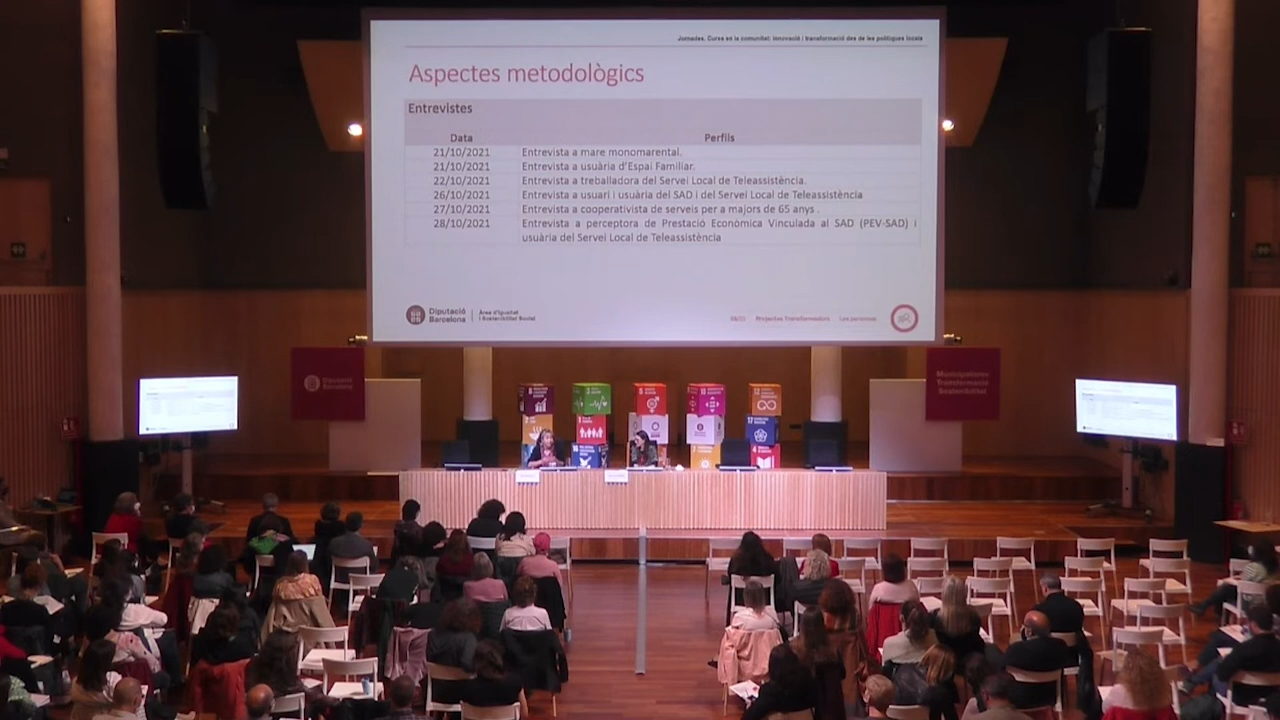 Jornades. Cures en la comunitat: innovació i transformació des de les polítiques locals
Aspectes metodològics
Entrevistes
Data Perfils
21/10/2021 Entrevista a mare monomarental.
21/10/2021 Entrevista a usuària d'Espai Familiar.
22/10/2021 Entrevista a treballadora del Servei Local de Teleassistència.
26/10/2021 Entrevista a usuari i usuària del SAD i del Servei Local de Teleassistència
27/10/2021 Entrevista a cooperativista de serveis per a majors de 65 anys .
28/10/2021 Entrevista a perceptora de Prestació Econòmica Vinculada al SAD (PEV-SAD) i
usuària del Servei Local de Teleassistència
Diputació
Barcelona
Àrea d'Igualtat
i Sostenibilitat Social
Projectes Transformadors Les persones
Diputació
Barcelona
Municipalisme
Transformació
Sostenibilitat